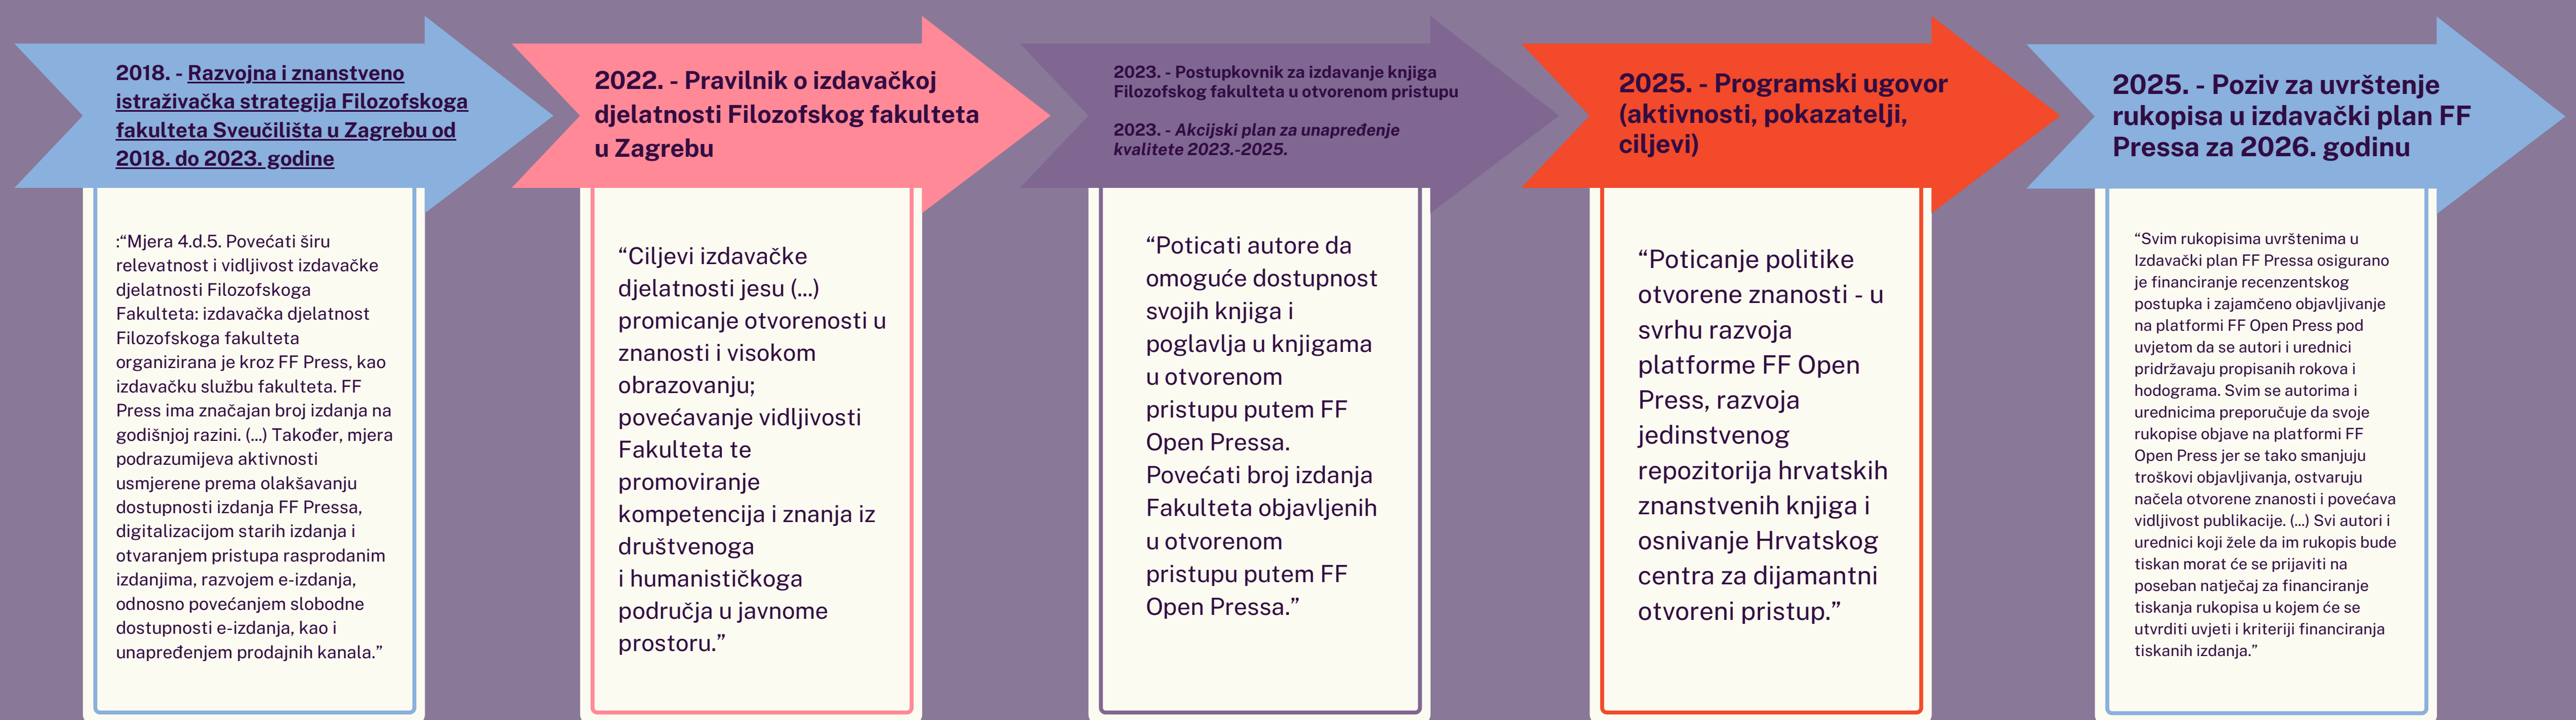 2018. - Razvojna i znanstveno
istraživačka strategija Filozofskoga
fakulteta Sveučilišta u Zagrebu od
2018. do 2023. godine
:“Mjera 4.d.5. Povećati širu
relevatnost i vidljivost izdavačke
djelatnosti Filozofskoga
Fakulteta: izdavačka djelatnost
Filozofskoga fakulteta
organizirana je kroz FF Press, kao
izdavačku službu fakulteta. FF
Press ima značajan broj izdanja na
godišnjoj razini. (...) Također, mjera
podrazumijeva aktivnosti
usmjerene prema olakšavanju
dostupnosti izdanja FF Pressa,
digitalizacijom starih izdanja i
otvaranjem pristupa rasprodanim
izdanjima, razvojem e-izdanja,
odnosno povećanjem slobodne
dostupnosti e-izdanja, kao i
unapređenjem prodajnih kanala.”
2022. - Pravilnik o izdavačkoj
djelatnosti Filozofskog fakulteta
u Zagrebu
“Ciljevi izdavačke
djelatnosti jesu (...)
promicanje otvorenosti u
znanosti i visokom
obrazovanju;
povećavanje vidljivosti
Fakulteta te
promoviranje
kompetencija i znanja iz
društvenoga
i humanističkoga
područja u javnome
prostoru.”
2023. - Postupkovnik za izdavanje knjiga
Filozofskog fakulteta u otvorenom pristupu
2023. - Akcijski plan za unapređenje
kvalitete 2023.-2025.
“Poticati autore da
omoguće dostupnost
svojih knjiga i
poglavlja u knjigama
u otvorenom
pristupu putem FF
Open Pressa.
Povećati broj izdanja
Fakulteta objavljenih
u otvorenom
pristupu putem FF
Open Pressa.”
2025. - Programski ugovor
(aktivnosti, pokazatelji,
ciljevi)
“Poticanje politike
otvorene znanosti - u
svrhu razvoja
platforme FF Open
Press, razvoja
jedinstvenog
repozitorija hrvatskih
znanstvenih knjiga i
osnivanje Hrvatskog
centra za dijamantni
otvoreni pristup.”
2025. - Poziv za uvrštenje
rukopisa u izdavački plan FF
Pressa za 2026. godinu
“Svim rukopisima uvrštenima u
Izdavački plan FF Pressa osigurano
je financiranje recenzentskog
postupka i zajamčeno objavljivanje
na platformi FF Open Press pod
uvjetom da se autori i urednici
pridržavaju propisanih rokova i
hodograma. Svim se autorima i
urednicima preporučuje da svoje
rukopise objave na platformi FF
Open Press jer se tako smanjuju
troškovi objavljivanja, ostvaruju
načela otvorene znanosti i povećava
vidljivost publikacije. (...) Svi autori i
urednici koji žele da im rukopis bude
tiskan morat će se prijaviti na
poseban natječaj za financiranje
tiskanja rukopisa u kojem će se
utvrditi uvjeti i kriteriji financiranja
tiskanih izdanja.”